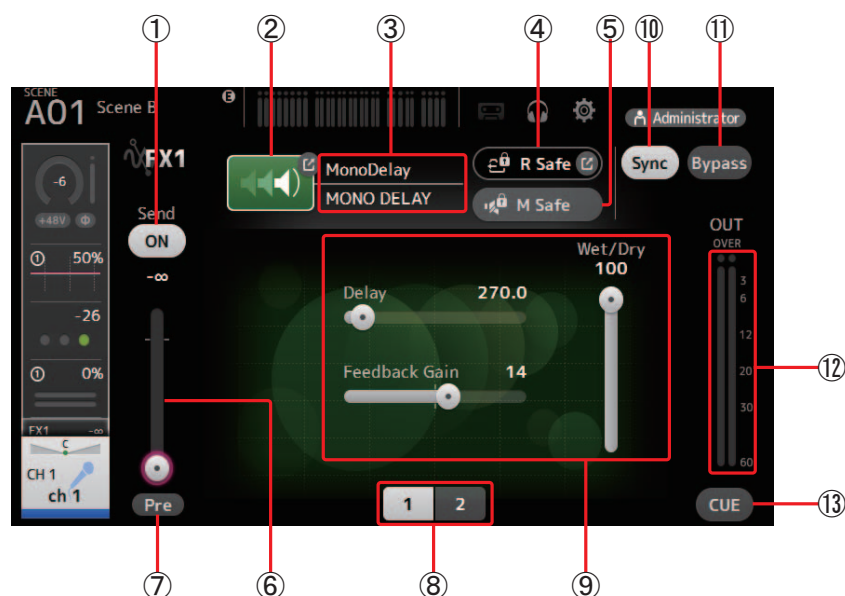 ① ② ③ ④ ⑤ ⑩ ⑪
SCENE
A01 Scene B
E
Administrator
-6
+48V Φ
① 50%
-26
① 0%
FX1 -∞
C
CH 1
ch 1
FX1
Send
ON
-∞
Pre
MonoDelay
MONO DELAY
R Safe
M Safe
Sync
Bypass
Delay 270.0
Feedback Gain 14
Wet/Dry
100
1 2
OUT
OVER
3
6
12
20
30
60
CUE
⑫
⑬
⑦ ⑥ ⑧ ⑨